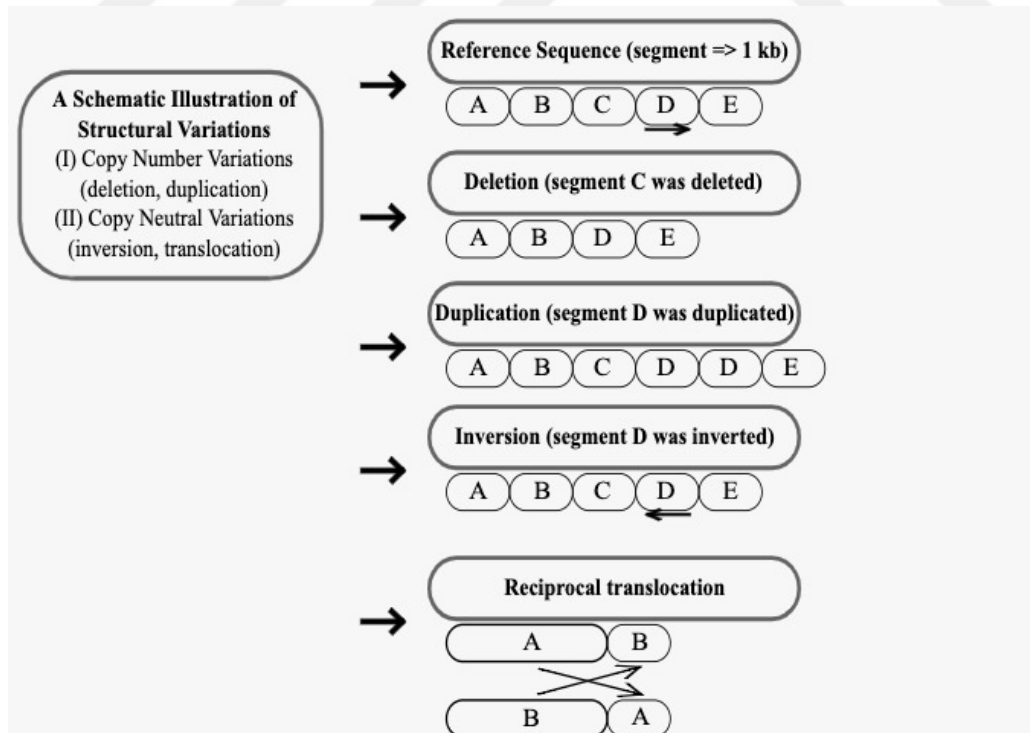 A Schematic Illustration of
Structural Variations
(I) Copy Number Variations
(deletion, duplication)
(II) Copy Neutral Variations
(inversion, translocation)
Reference Sequence (segment => 1 kb)
A B C D E
Deletion (segment C was deleted)
A B D E
Duplication (segment D was duplicated)
A B C D D E
Inversion (segment D was inverted)
A B C D E
Reciprocal translocation
A B
B A